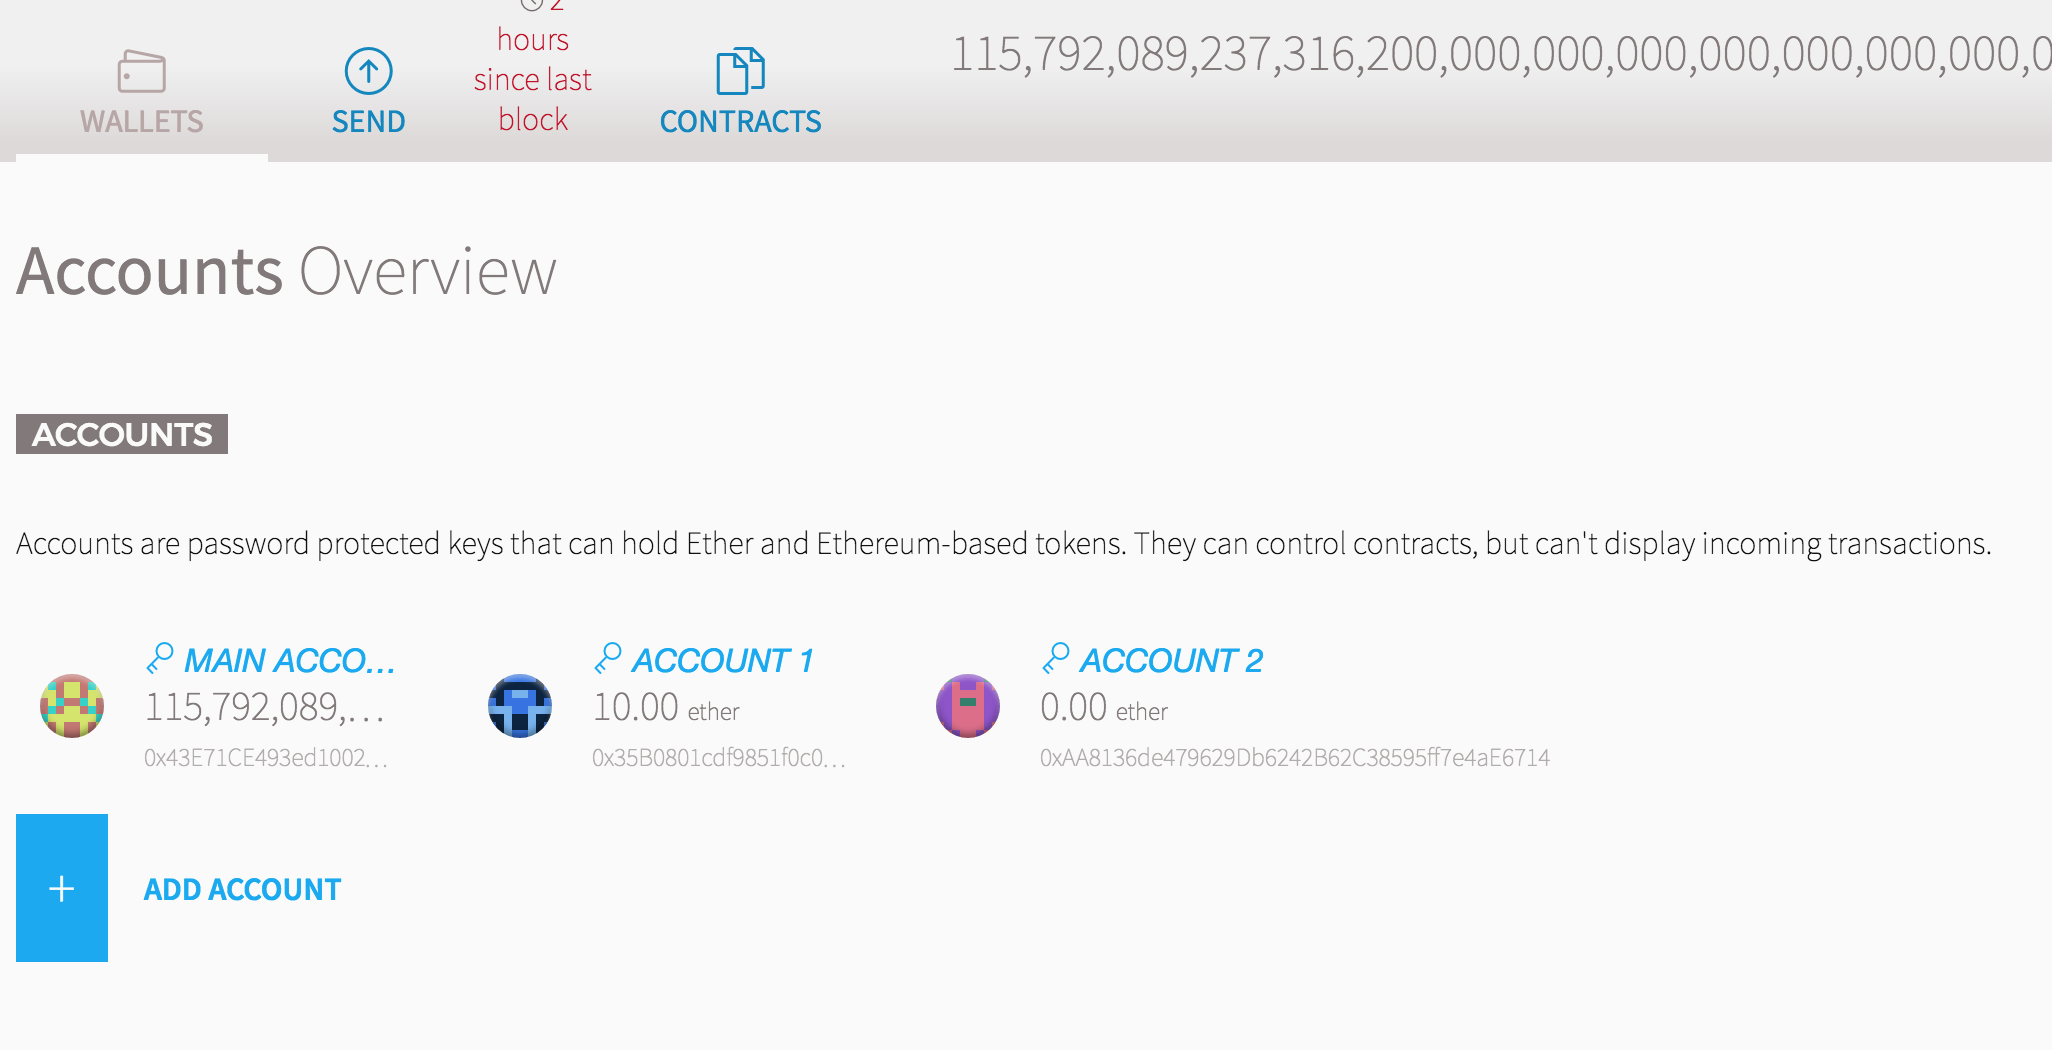 2
hours
since last
block
WALLETS
SEND
CONTRACTS
115,792,089,237,316,200,000,000,000,000,000,000,000,0
Accounts Overview
ACCOUNTS
Accounts are password protected keys that can hold Ether and Ethereum-based tokens. They can control contracts, but can't display incoming transactions.
MAIN ACCO...
115,792,089,...
0x43E71CE493ed1002...
ACCOUNT 1
10.00 ether
0x35B0801cdf9851f0c0...
ACCOUNT 2
0.00 ether
0xAA8136de479629Db6242B62C38595ff7e4aE6714
+
ADD ACCOUNT